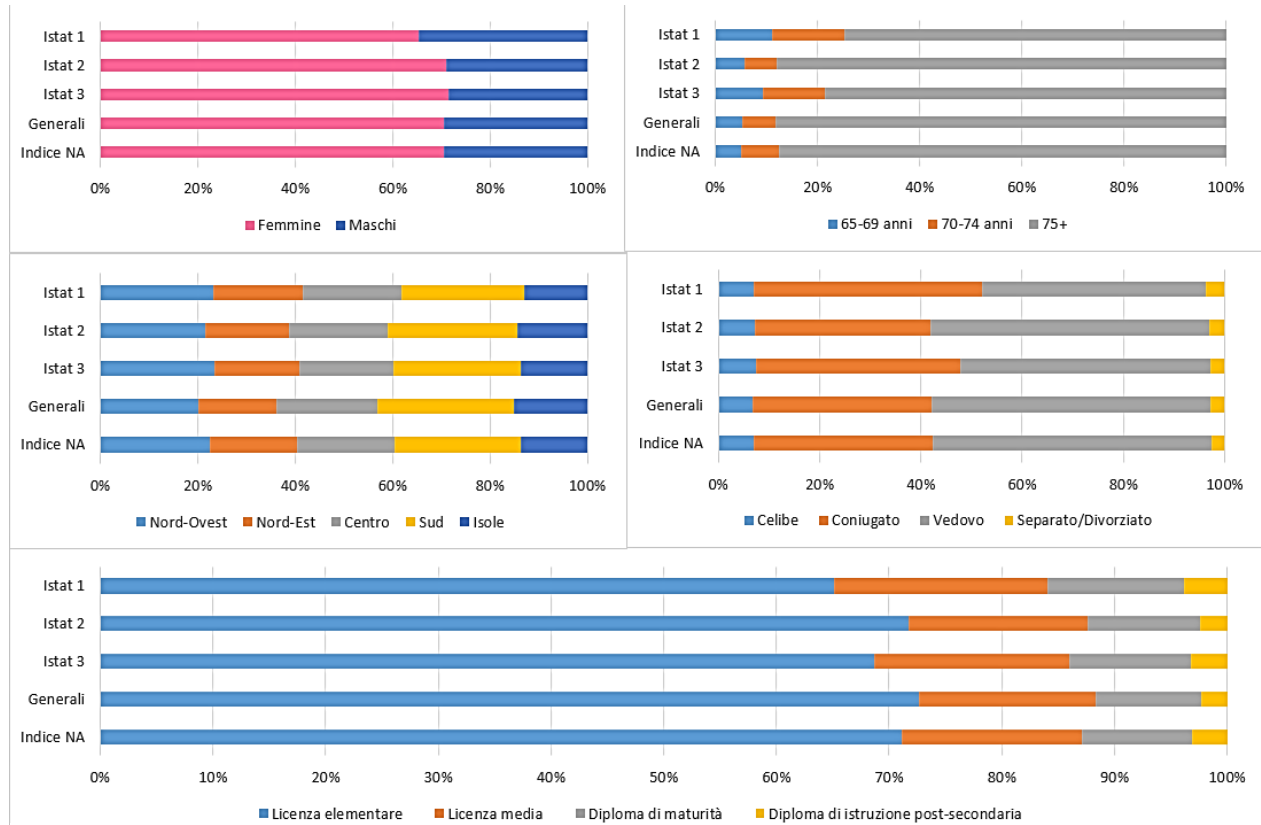 Istat 1
Istat 2
Istat 3
Generali
Indice NA
0% 20% 40% 60% 80% 100%
Femmine Maschi
Istat 1
Istat 2
Istat 3
Generali
Indice NA
0% 20% 40% 60% 80% 100%
65-69 anni 70-74 anni 75+
Istat 1
Istat 2
Istat 3
Generali
Indice NA
0% 20% 40% 60% 80% 100%
Nord-Ovest Nord-Est Centro Sud Isole
Istat 1
Istat 2
Istat 3
Generali
Indice NA
0% 20% 40% 60% 80% 100%
Celibe Coniugato Vedovo Separato/Divorziato
Istat 1
Istat 2
Istat 3
Generali
Indice NA
0% 10% 20% 30% 40% 50% 60% 70% 80% 90% 100%
Licenza elementare Licenza media Diploma di maturità Diploma di istruzione post-secondaria